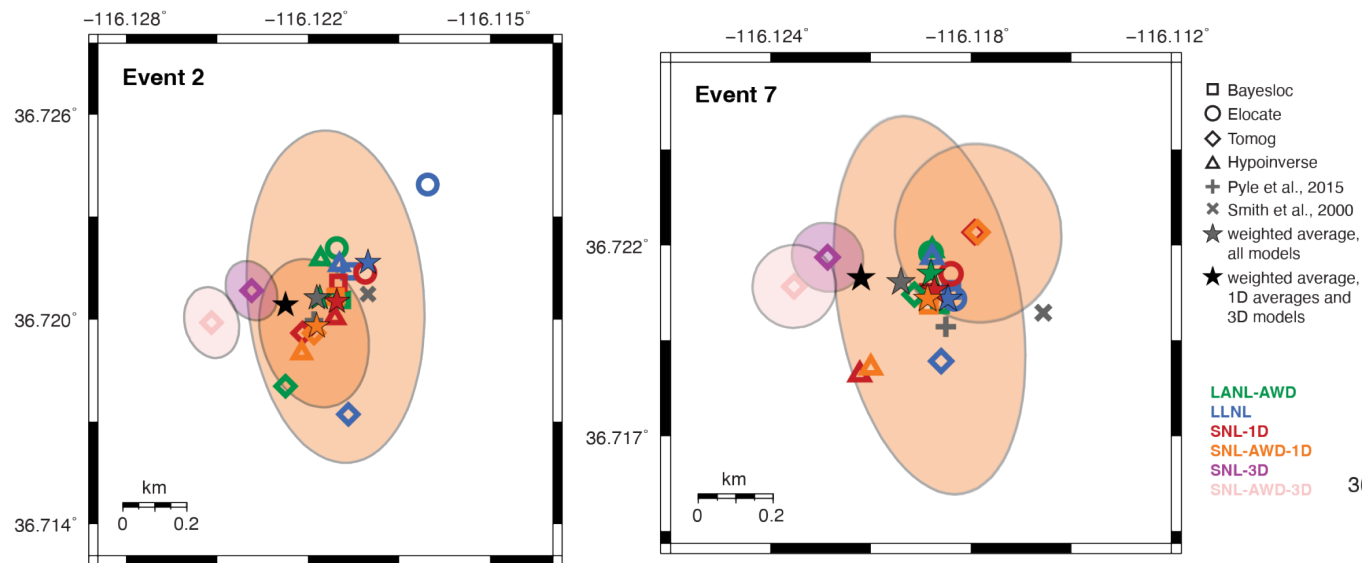 −116.128° −116.122° −116.115°
Event 2
36.726°
36.720°
36.714°
km
0 0.2
−116.124° −116.118° −116.112°
Event 7
36.722°
36.717°
km
0 0.2
Bayesloc
Elocate
Tomog
Hypoinverse
Pyle et al., 2015
Smith et al., 2000
weighted average,
all models
weighted average,
1D averages and
3D models
LANL-AWD
LLNL
SNL-1D
SNL-AWD-1D
SNL-3D
SNL-AWD-3D